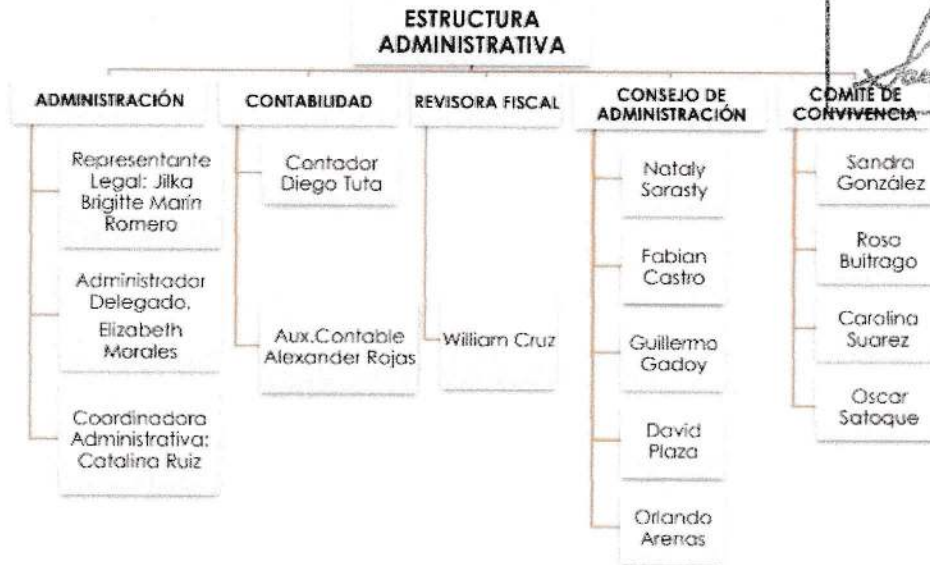 ESTRUCTURA
ADMINISTRATIVA
ADMINISTRACIÓN
Representante
Legal: Jilka
Brigitte Marín
Romero
Administrador
Delegado.
Elizabeth
Morales
Coordinadora
Administrativa:
Catalina Ruiz
CONTABILIDAD
Contador
Diego Tuta
Aux.Contable
Alexander Rojas
REVISORA FISCAL
William Cruz
CONSEJO DE
ADMINISTRACIÓN
Nataly
Sarasty
Fabian
Castro
Guillermo
Gadoy
David
Plaza
Orlando
Arenas
COMITÉ DE
CONVIVENCIA
Sandra
González
Rosa
Buitrago
Carolina
Suarez
Oscar
Satoque